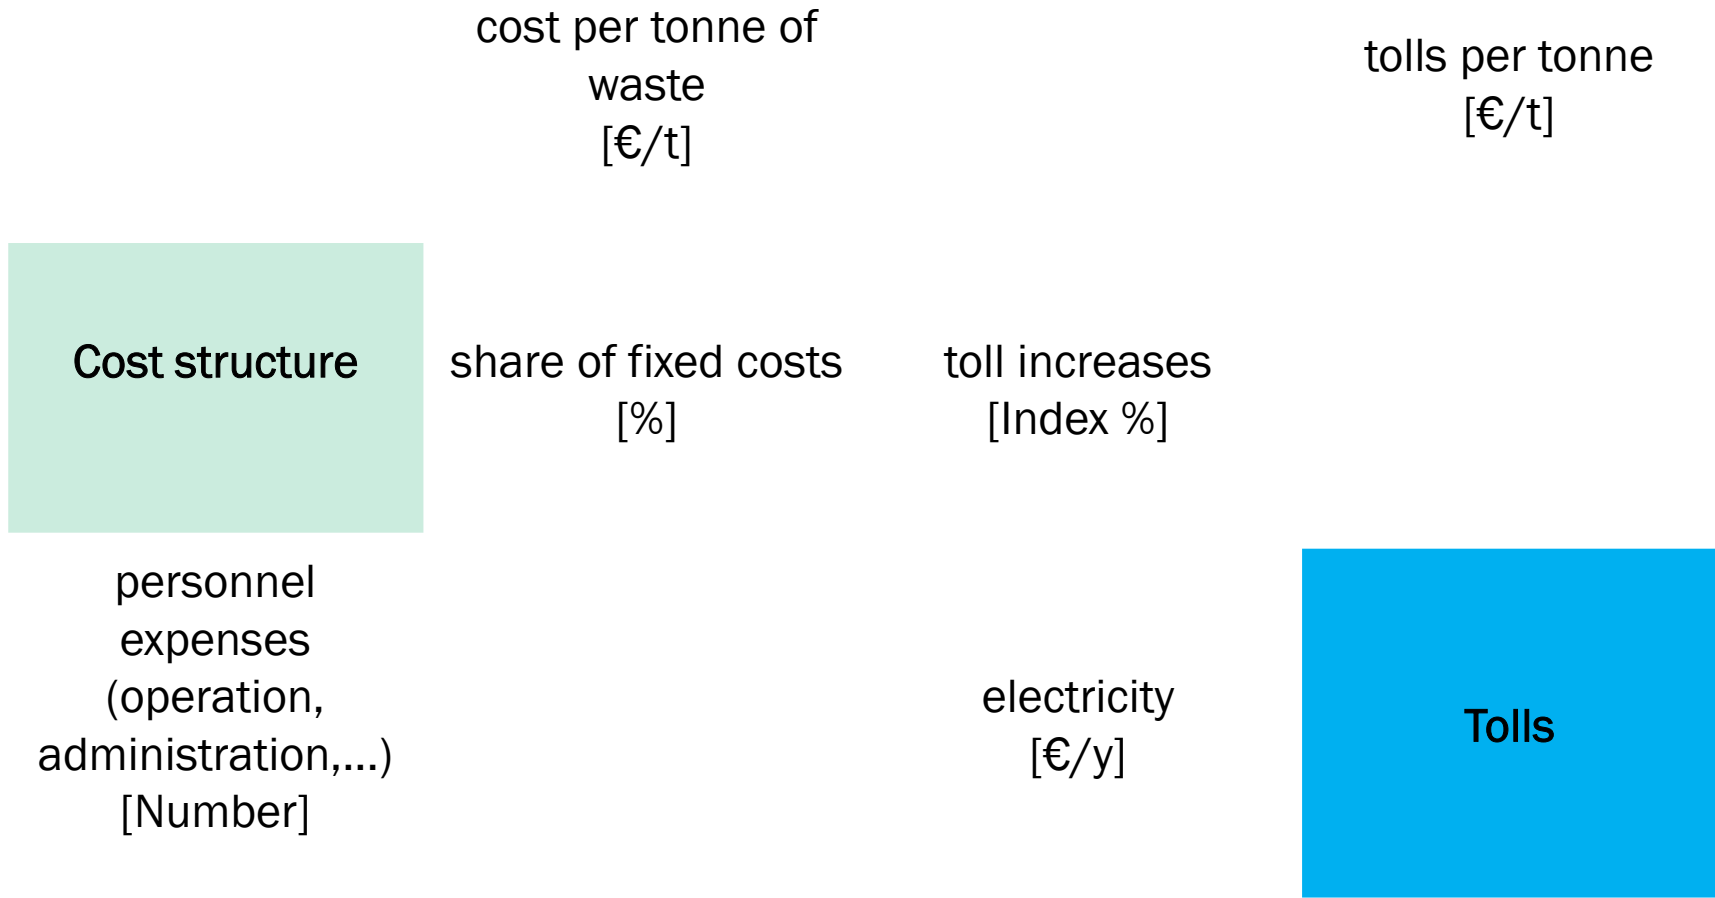 cost per tonne of
waste
[€/t]
tolls per tonne
[€/t]
Cost structure
share of fixed costs
[%]
toll increases
[Index %]
personnel
expenses
(operation,
administration,...)
[Number]
electricity
[€/y]
Tolls